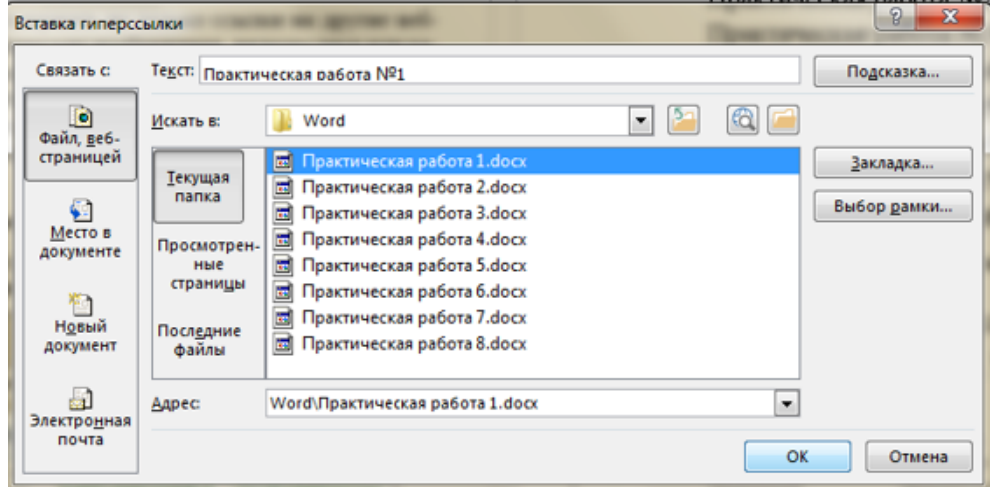 Вставка гиперссылки
Связать с:
Текст: Практическая работа №1
Подсказка...
Файл, веб-
страницей
Искать в: Word
Текущая
папка
Просмотрен-
ные
страницы
Последние
файлы
Практическая работа 1.docx
Практическая работа 2.docx
Практическая работа 3.docx
Практическая работа 4.docx
Практическая работа 5.docx
Практическая работа 6.docx
Практическая работа 7.docx
Практическая работа 8.docx
Закладка...
Выбор рамки...
Место в
документе
Новый
документ
Электронная
почта
Адрес: Word\Практическая работа 1.docx
OK
Отмена